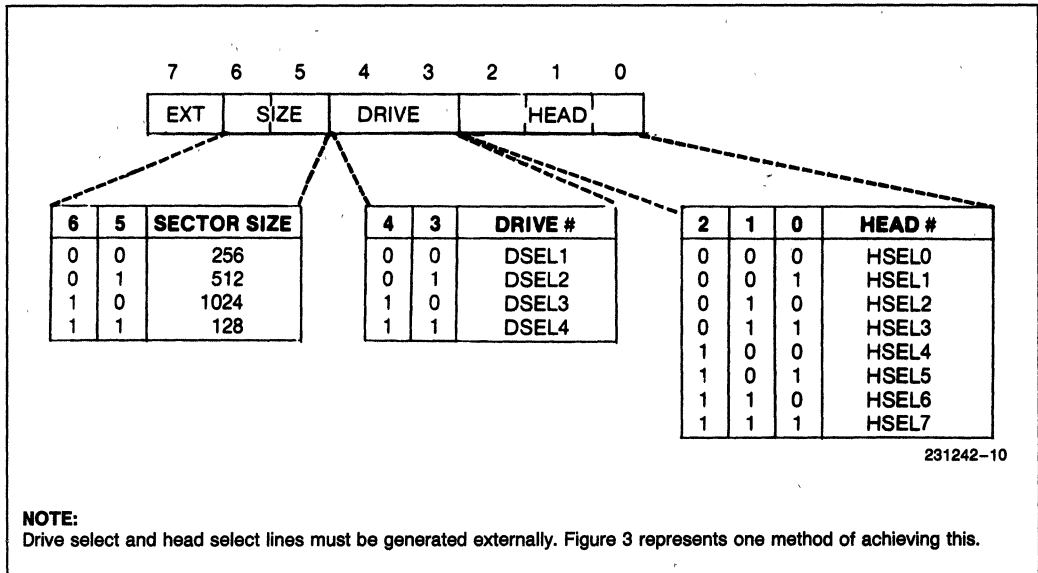 7 6 5 4 3 2 1 0
EXT SIZE DRIVE HEAD
6 5 SECTOR SIZE
0 0 256
0 1 512
1 0 1024
1 1 128
4 3 DRIVE #
0 0 DSEL1
0 1 DSEL2
1 0 DSEL3
1 1 DSEL4
2 1 0 HEAD #
0 0 0 HSEL0
0 0 1 HSEL1
0 1 0 HSEL2
0 1 1 HSEL3
1 0 0 HSEL4
1 0 1 HSEL5
1 1 0 HSEL6
1 1 1 HSEL7
231242–10
NOTE:
Drive select and head select lines must be generated externally. Figure 3 represents one method of achieving this.